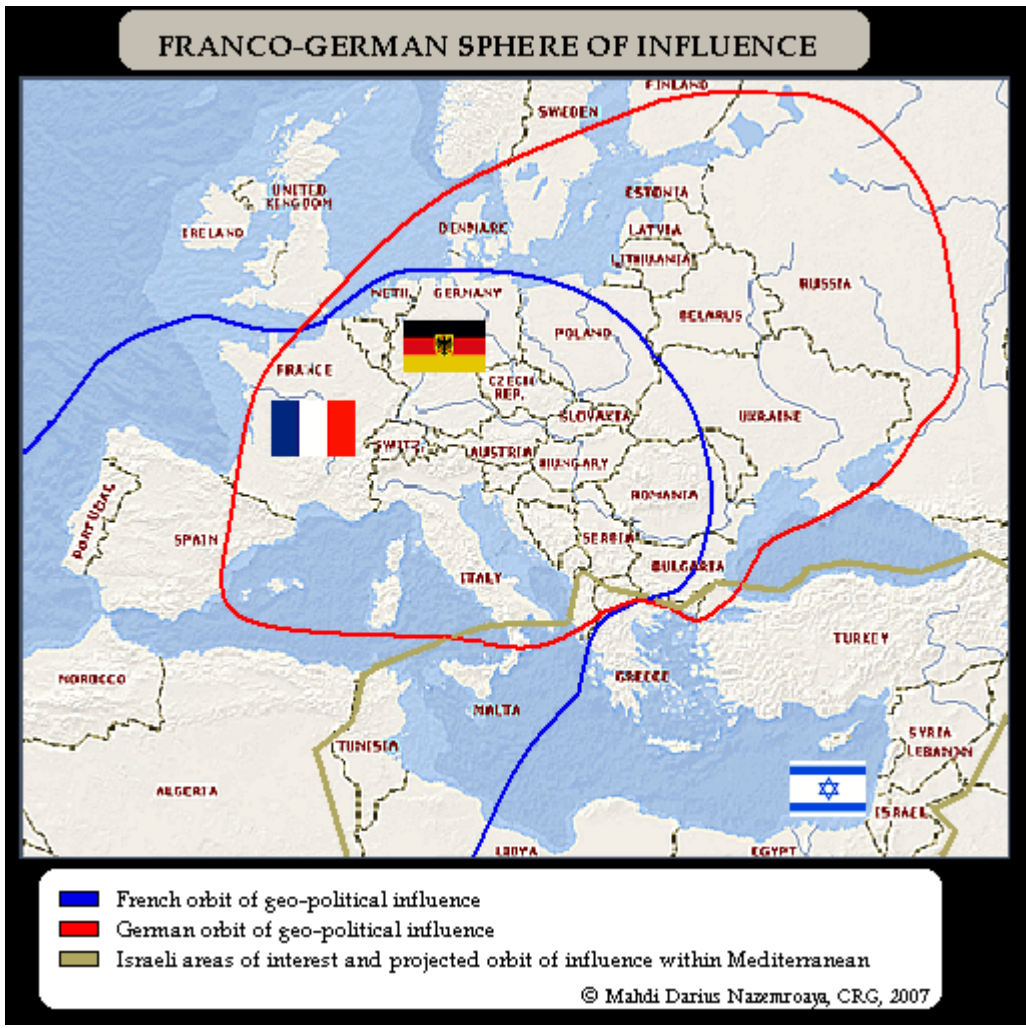 FRANCO-GERMAN SPHERE OF INFLUENCE
FINLAND
SWEDEN
UNITED
KINGDOM
ESTONIA
IRELAND
DENMARK
LATVIA
LITHUANIA
RUSSIA
NETH.
GERMANY
BELARUS
POLAND
FRANCE
CZECH
REP.
SLOVAKIA
UKRAINE
SWITZ.
AUSTRIA
HUNGARY
ROMANIA
PORTUGAL
SPAIN
SERBIA
BULGARIA
ITALY
TURKEY
GREECE
MOROCCO
MALTA
TUNISIA
SYRIA
LEBANON
ALGERIA
ISRAEL
LIBYA
EGYPT
French orbit of geo-political influence
German orbit of geo-political influence
Israeli areas of interest and projected orbit of influence within Mediterranean
© Mahdi Darius Nazemroaya, CRG, 2007